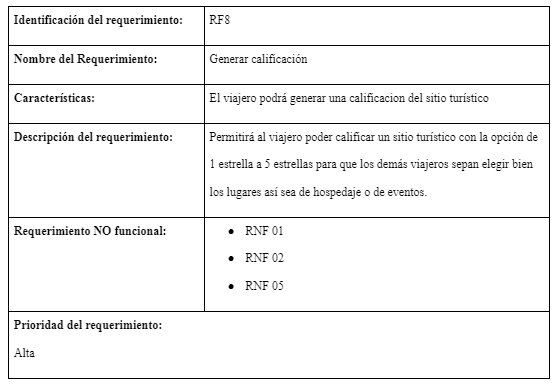 Identificación del requerimiento: RF8
Nombre del Requerimiento: Generar calificación
Características: El viajero podrá generar una calificacion del sitio turístico
Descripción del requerimiento: Permitirá al viajero poder calificar un sitio turístico con la opción de
1 estrella a 5 estrellas para que los demás viajeros sepan elegir bien
los lugares así sea de hospedaje o de eventos.
Requerimiento NO funcional: ● RNF 01
● RNF 02
● RNF 05
Prioridad del requerimiento:
Alta